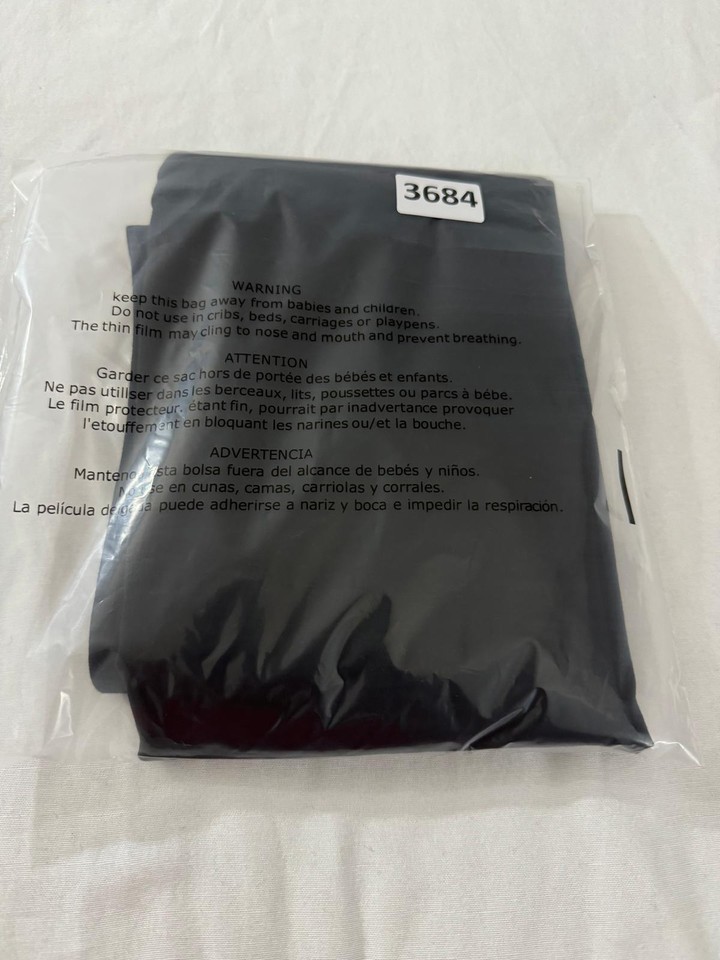 3684
WARNING
keep this bag away from babies and children.
Do not use in cribs, beds, carriages or playpens.
The thin film may cling to nose and mouth and prevent breathing.
ATTENTION
Garder ce sac hors de portée des bébés et enfants.
Ne pas utiliser dans les berceaux, lits, poussettes ou parcs à bébe.
Le film protecteur, étant fin, pourrait par inadvertance provoquer
l'etouffement en bloquant les narines ou/et la bouche.
ADVERTENCIA
bolsa fuera del alcance de bebés y niños.
en cunas, camas, carriolas y corrales.
La película puede adherirse a nariz y boca e impedir la respiración.